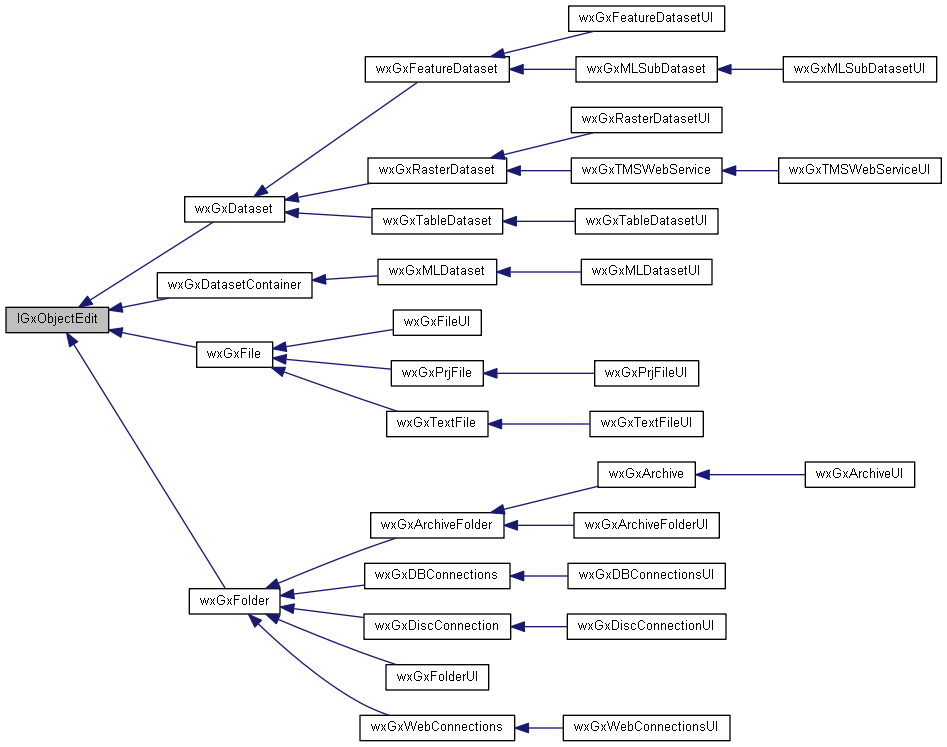 wxGxFeatureDatasetUI
wxGxFeatureDataset
wxGxMLSubDataset
wxGxMLSubDatasetUI
wxGxRasterDatasetUI
wxGxRasterDataset
wxGxTMSWebService
wxGxTMSWebServiceUI
wxGxDataset
wxGxTableDataset
wxGxTableDatasetUI
wxGxDatasetContainer
wxGxMLDataset
wxGxMLDatasetUI
IGxObjectEdit
wxGxFileUI
wxGxFile
wxGxPrjFile
wxGxPrjFileUI
wxGxTextFile
wxGxTextFileUI
wxGxArchive
wxGxArchiveUI
wxGxArchiveFolder
wxGxArchiveFolderUI
wxGxDBConnections
wxGxDBConnectionsUI
wxGxFolder
wxGxDiscConnection
wxGxDiscConnectionUI
wxGxFolderUI
wxGxWebConnections
wxGxWebConnectionsUI